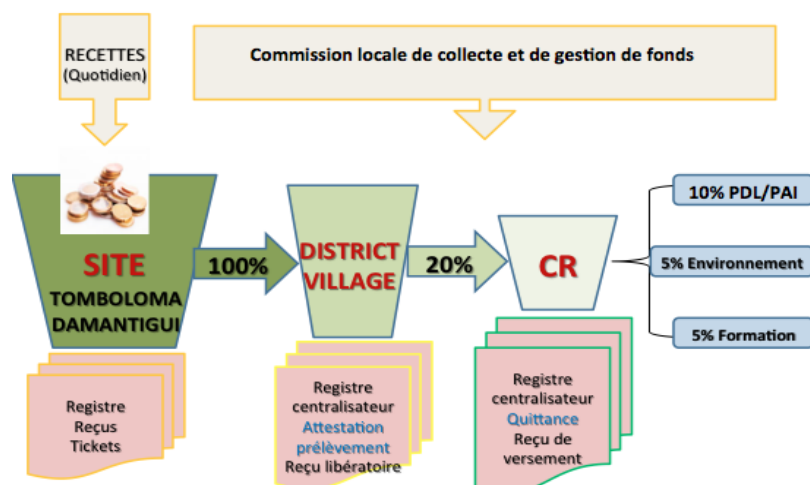 RECETTES
(Quotidien)
Commission locale de collecte et de gestion de fonds
SITE
TOMBOLOMA
DAMANTIGUI
100%
DISTRICT
VILLAGE
20%
CR
10% PDL/PAI
5% Environnement
5% Formation
Registre
Reçus
Tickets
Registre
centralisateur
Attestation
prélèvement
Reçu libératoire
Registre
centralisateur
Quittance
Reçu de
versement